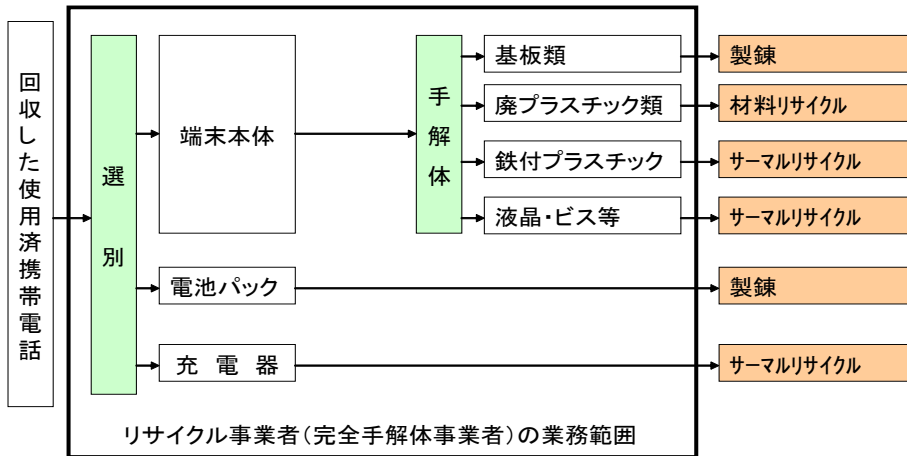 回収した使用済携帯電話
選別
端末本体
手解体
基板類
製錬
廃プラスチック類
材料リサイクル
鉄付プラスチック
サーマルリサイクル
液晶・ビス等
サーマルリサイクル
電池パック
製錬
充電器
サーマルリサイクル
リサイクル事業者(完全手解体事業者)の業務範囲